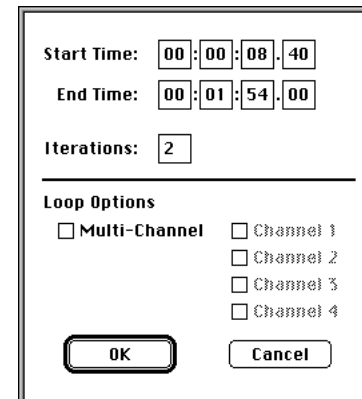 Start Time: 00:00:08.40
End Time: 00:01:54.00
Iterations: 2
Loop Options
Multi-Channel Channel 1
Channel 2
Channel 3
Channel 4
OK Cancel